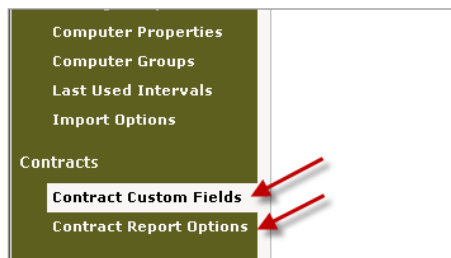 Computer Properties
Computer Groups
Last Used Intervals
Import Options
Contracts
Contract Custom Fields
Contract Report Options